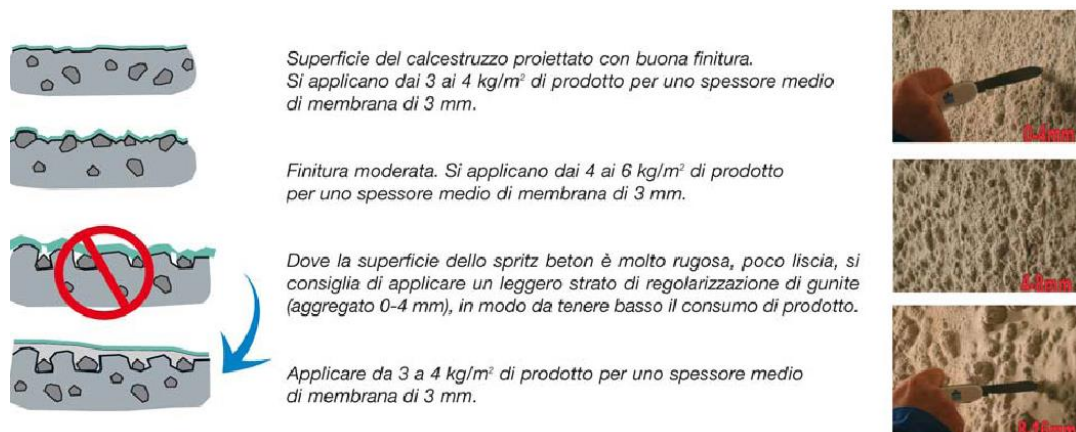 Superficie del calcestruzzo proiettato con buona finitura.
Si applicano dai 3 ai 4 kg/m² di prodotto per uno spessore medio
di membrana di 3 mm.
0-4mm
Finitura moderata. Si applicano dai 4 ai 6 kg/m² di prodotto
per uno spessore medio di membrana di 3 mm.
Dove la superficie dello spritz beton è molto rugosa, poco liscia, si
consiglia di applicare un leggero strato di regolarizzazione di gunite
(aggregato 0-4 mm), in modo da tenere basso il consumo di prodotto.
Applicare da 3 a 4 kg/m² di prodotto per uno spessore medio
di membrana di 3 mm.